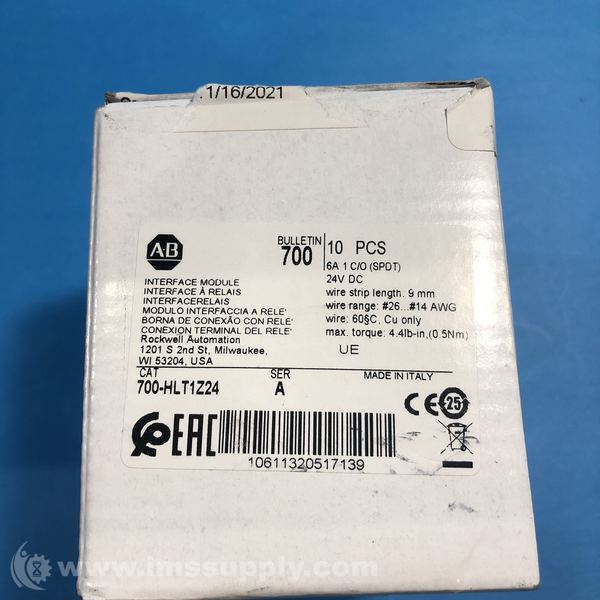 1/16/2021
AB
BULLETIN
700
10 PCS
6A 1 C/O (SPDT)
24V DC
wire strip length: 9 mm
wire range: #26...#14 AWG
wire: 60§C, Cu only
max. torque: 4.4lb-in,(0.5Nm)
UE
INTERFACE MODULE
INTERFACE À RELAIS
INTERFACERELAIS
MODULO INTERFACCIA A RELE'
BORNA DE CONEXÃO CON RELE'
CONEXION TERMINAL DEL RELE'
Rockwell Automation
1201 S 2nd St, Milwaukee,
WI 53204, USA
CAT
700-HLT1Z24
SER
A
MADE IN ITALY
CE 25
EAC
10611320517139
www.imssupply.com